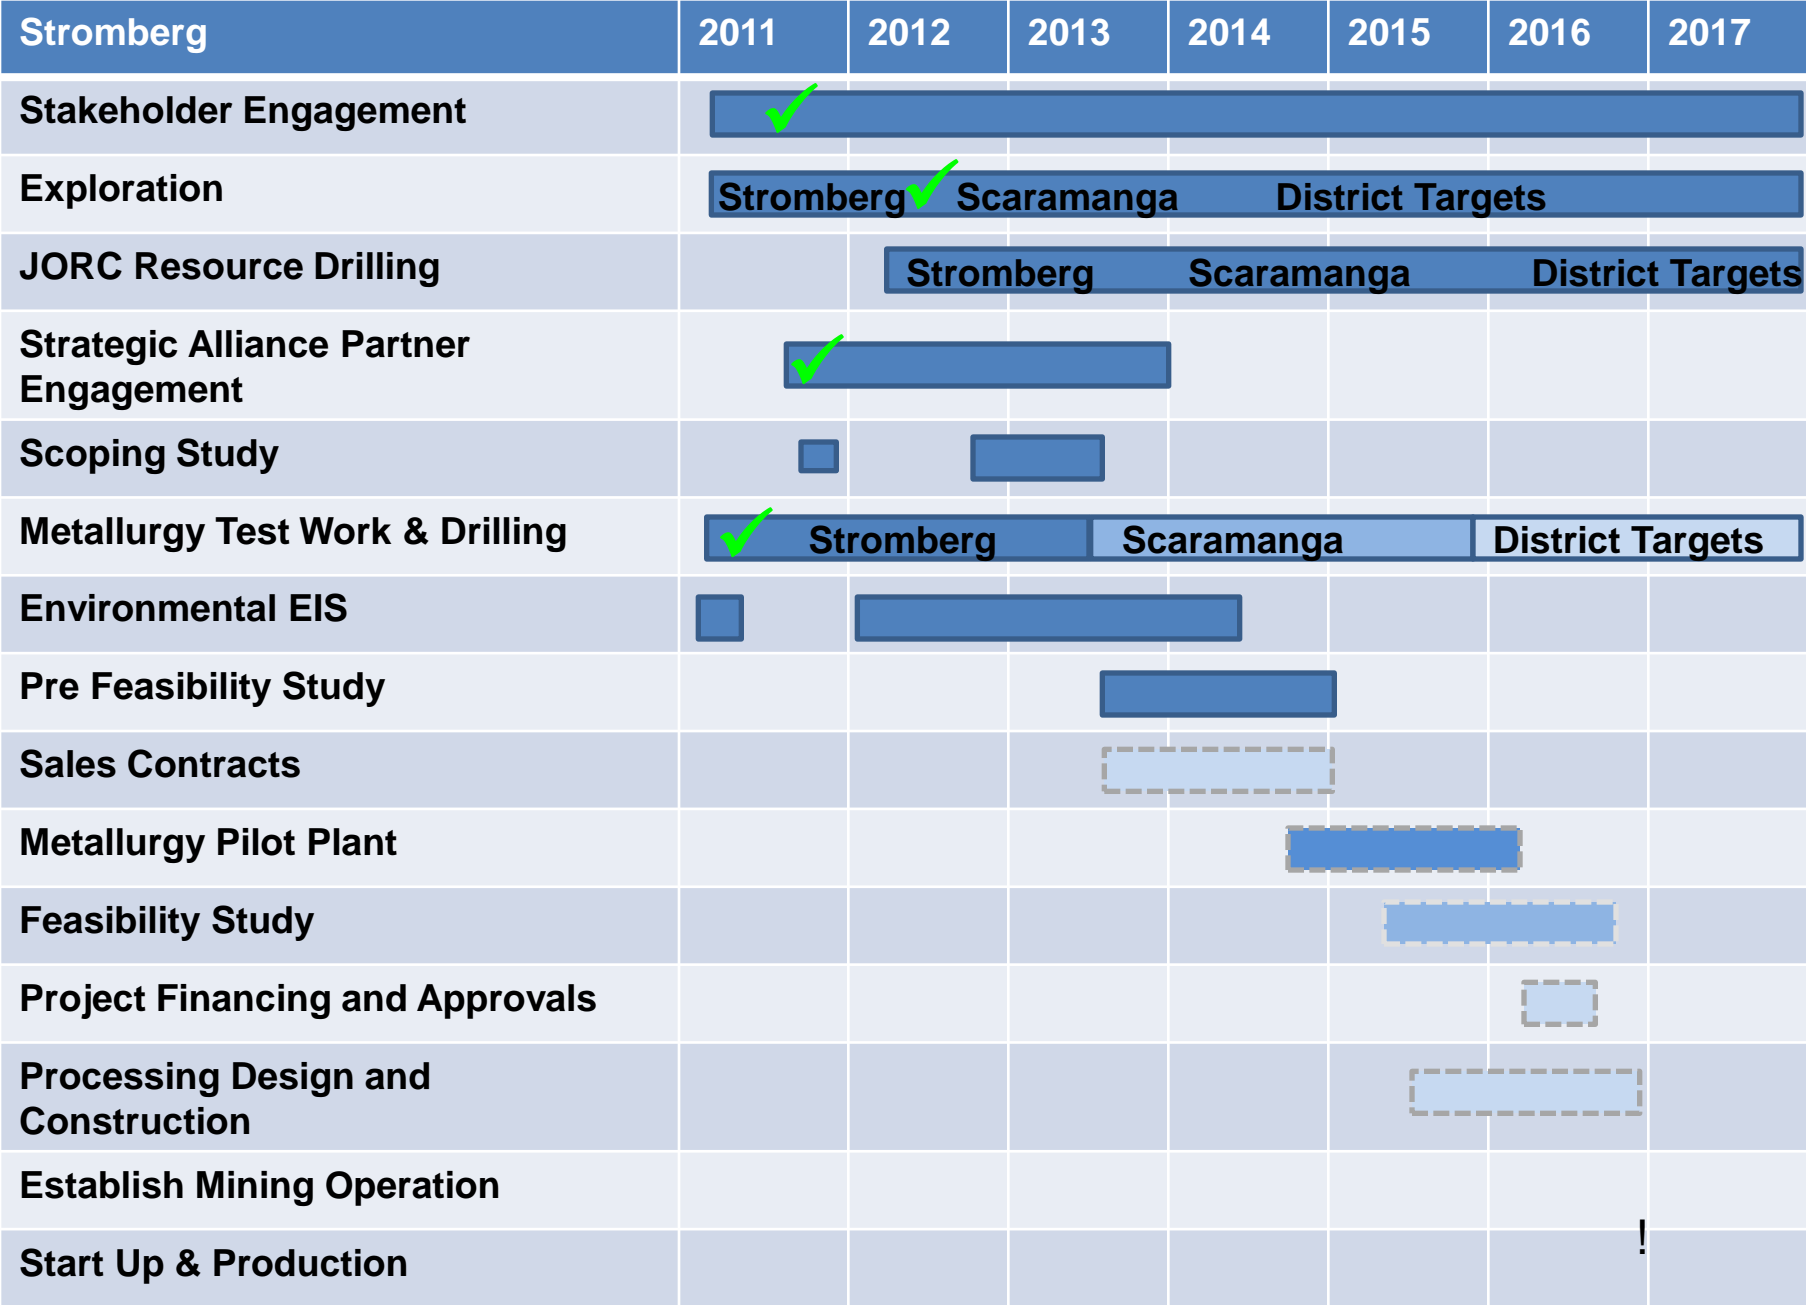 Stromberg 2011 2012 2013 2014 2015 2016 2017
Stakeholder Engagement
Exploration Stromberg Scaramanga District Targets
JORC Resource Drilling Stromberg Scaramanga District Targets
Strategic Alliance Partner
Engagement
Scoping Study
Metallurgy Test Work & Drilling Stromberg Scaramanga District Targets
Environmental EIS
Pre Feasibility Study
Sales Contracts
Metallurgy Pilot Plant
Feasibility Study
Project Financing and Approvals
Processing Design and
Construction
Establish Mining Operation
!
Start Up & Production